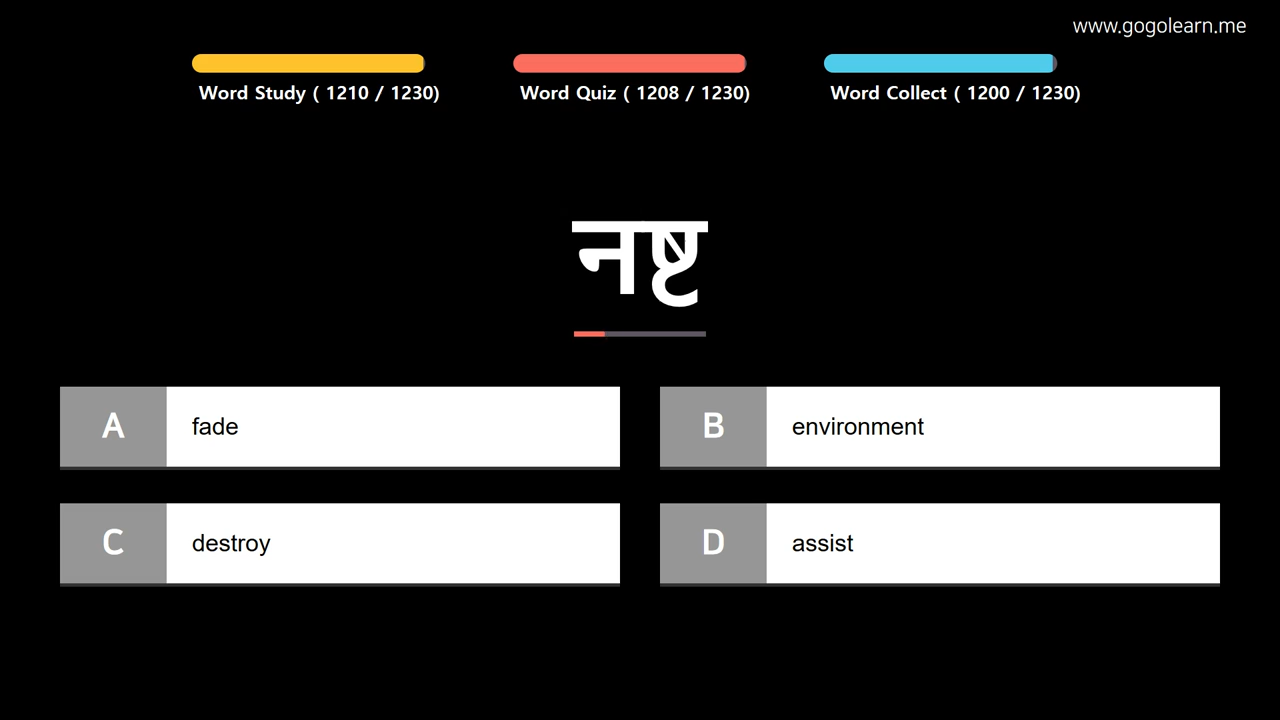 www.gogolearn.me
Word Study ( 1210 / 1230)
Word Quiz ( 1208 / 1230)
Word Collect ( 1200 / 1230)
नष्ट
A fade
B environment
C destroy
D assist